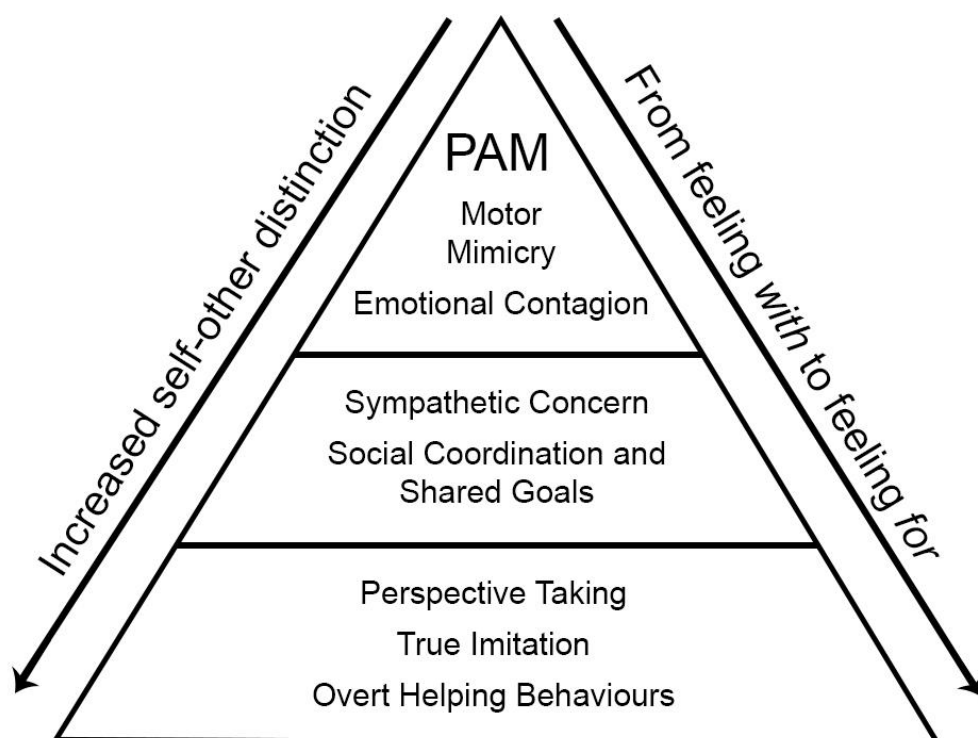 Increased self-other distinction
From feeling with to feeling for
PAM
Motor
Mimicry
Emotional Contagion
Sympathetic Concern
Social Coordination and
Shared Goals
Perspective Taking
True Imitation
Overt Helping Behaviours